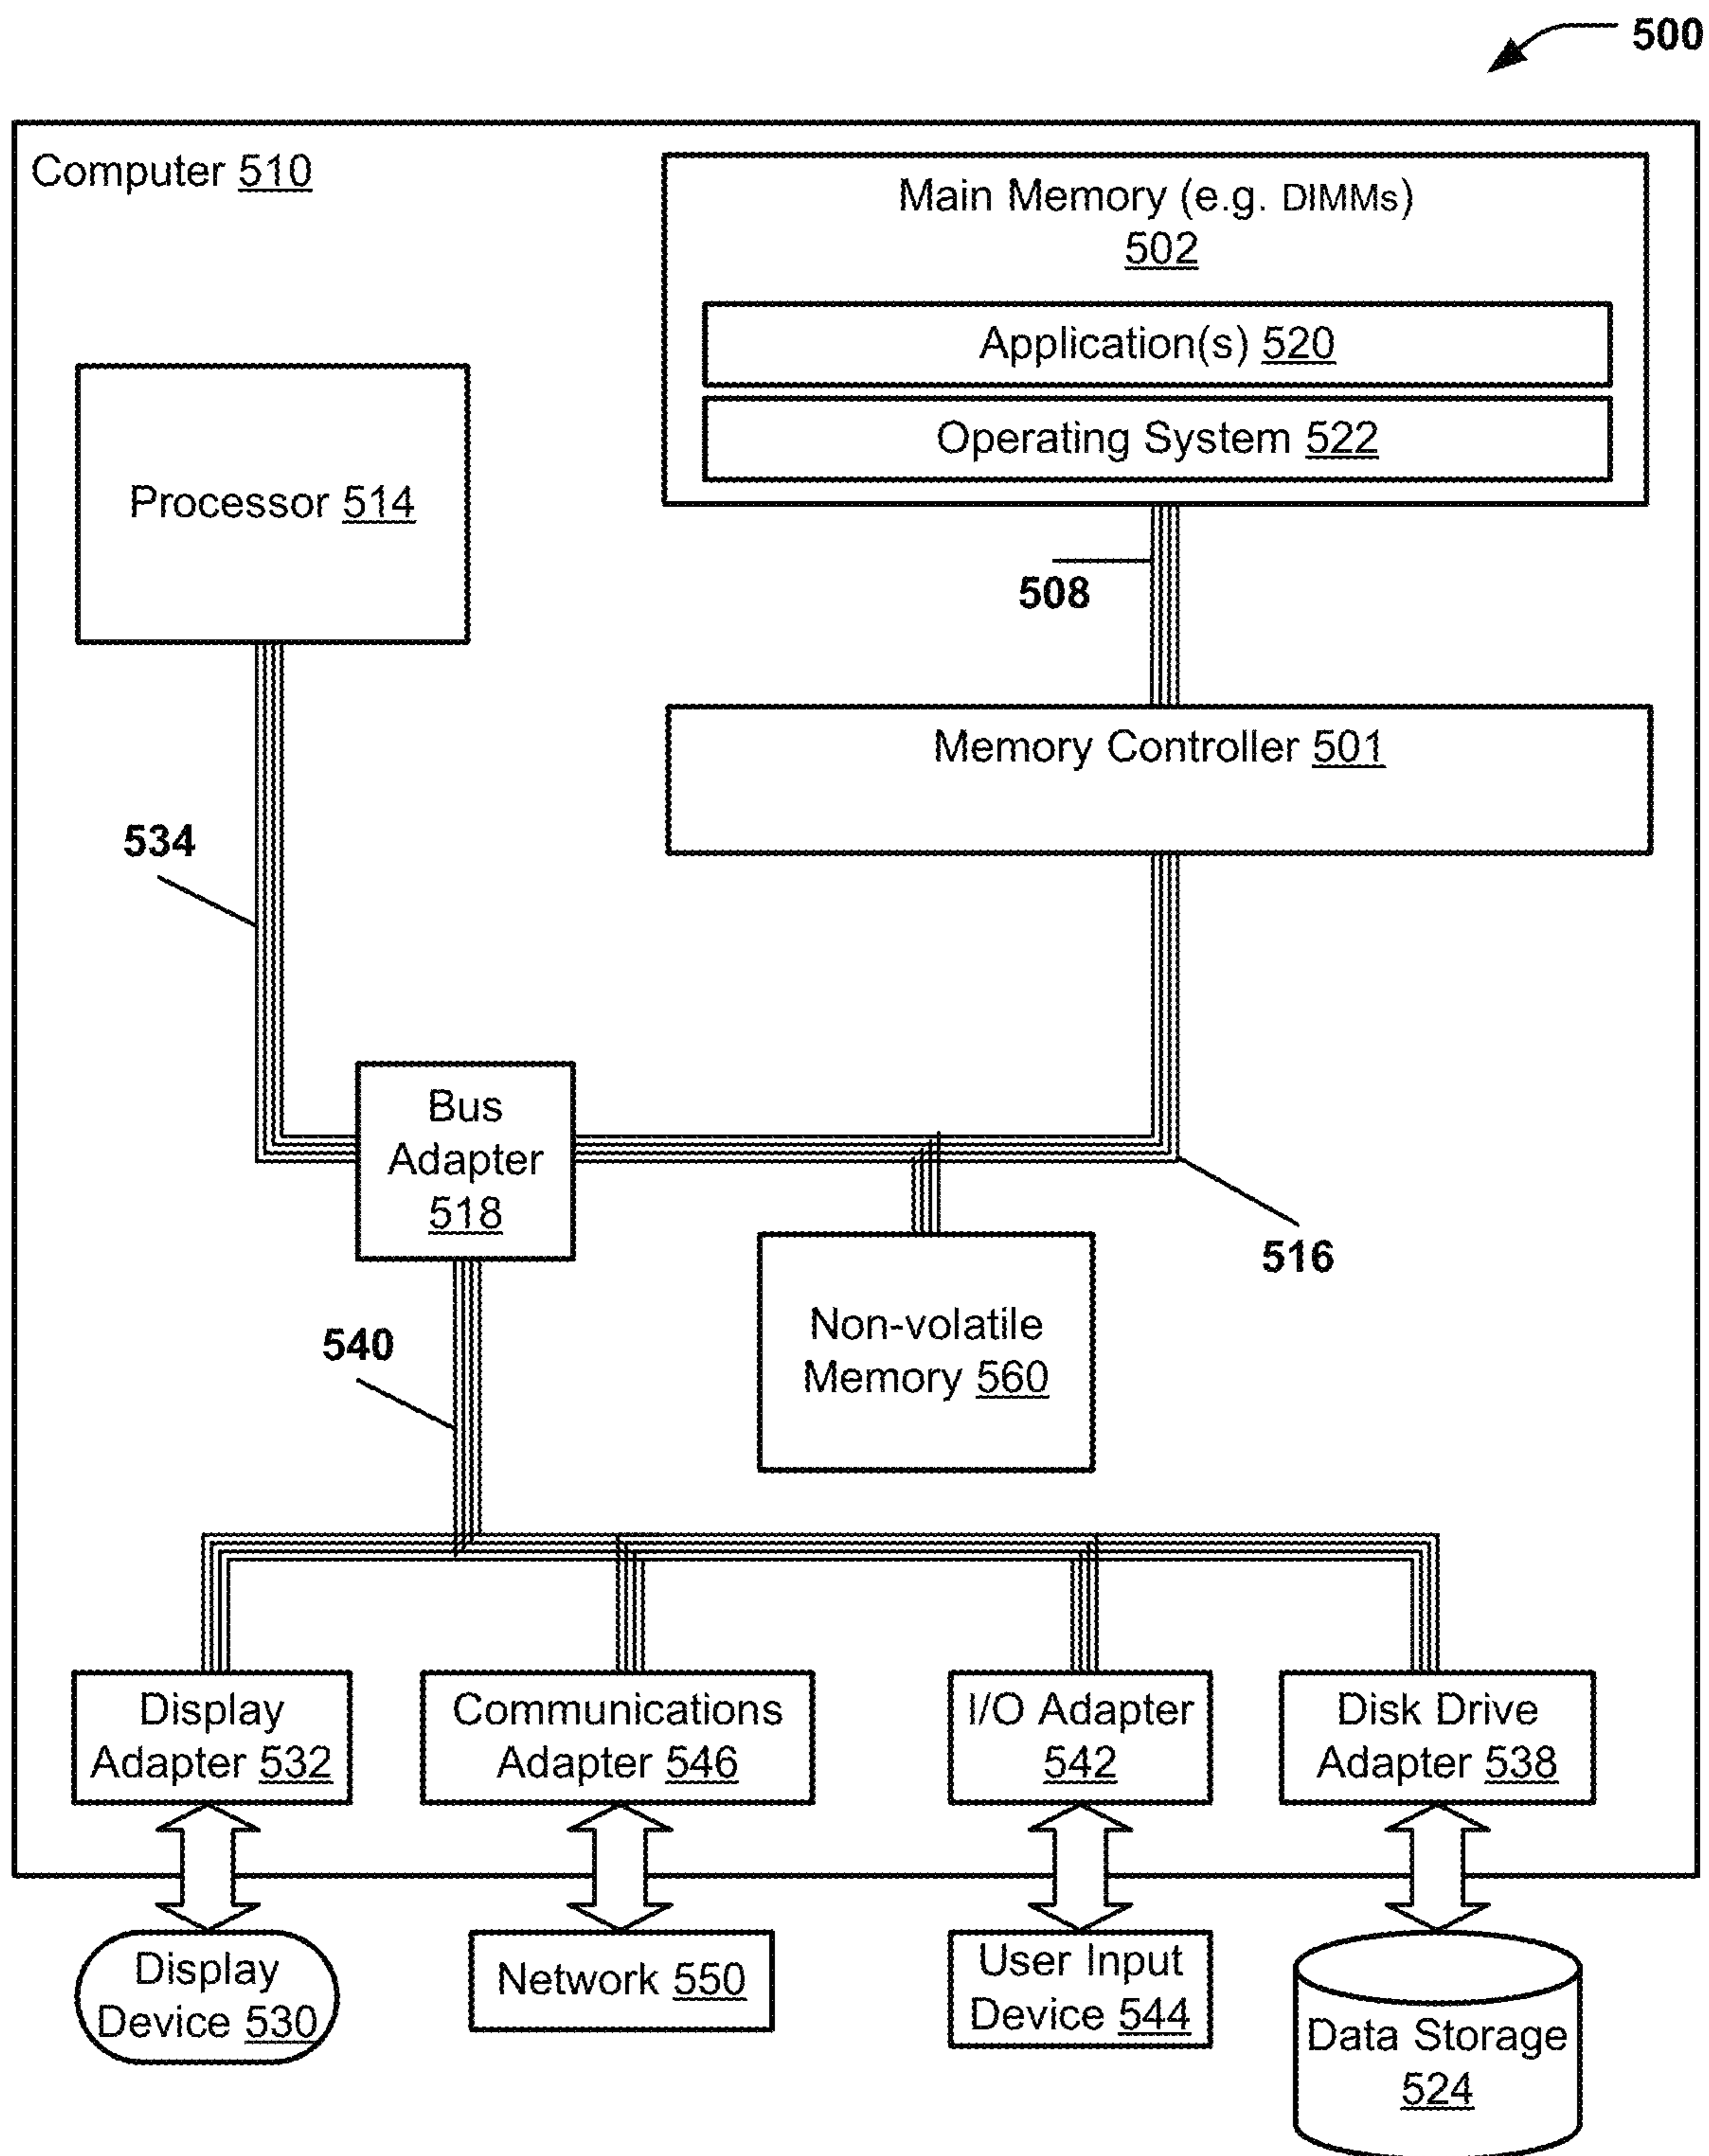 500
Computer 510
Main Memory (e.g. DIMMs)
502
Application(s) 520
Operating System 522
Processor 514
508
Memory Controller 501
534
Bus
Adapter
518
516
Non-volatile
Memory 560
540
Display
Adapter 532
Communications
Adapter 546
I/O Adapter
542
Disk Drive
Adapter 538
Display
Device 530
Network 550
User Input
Device 544
Data Storage
524